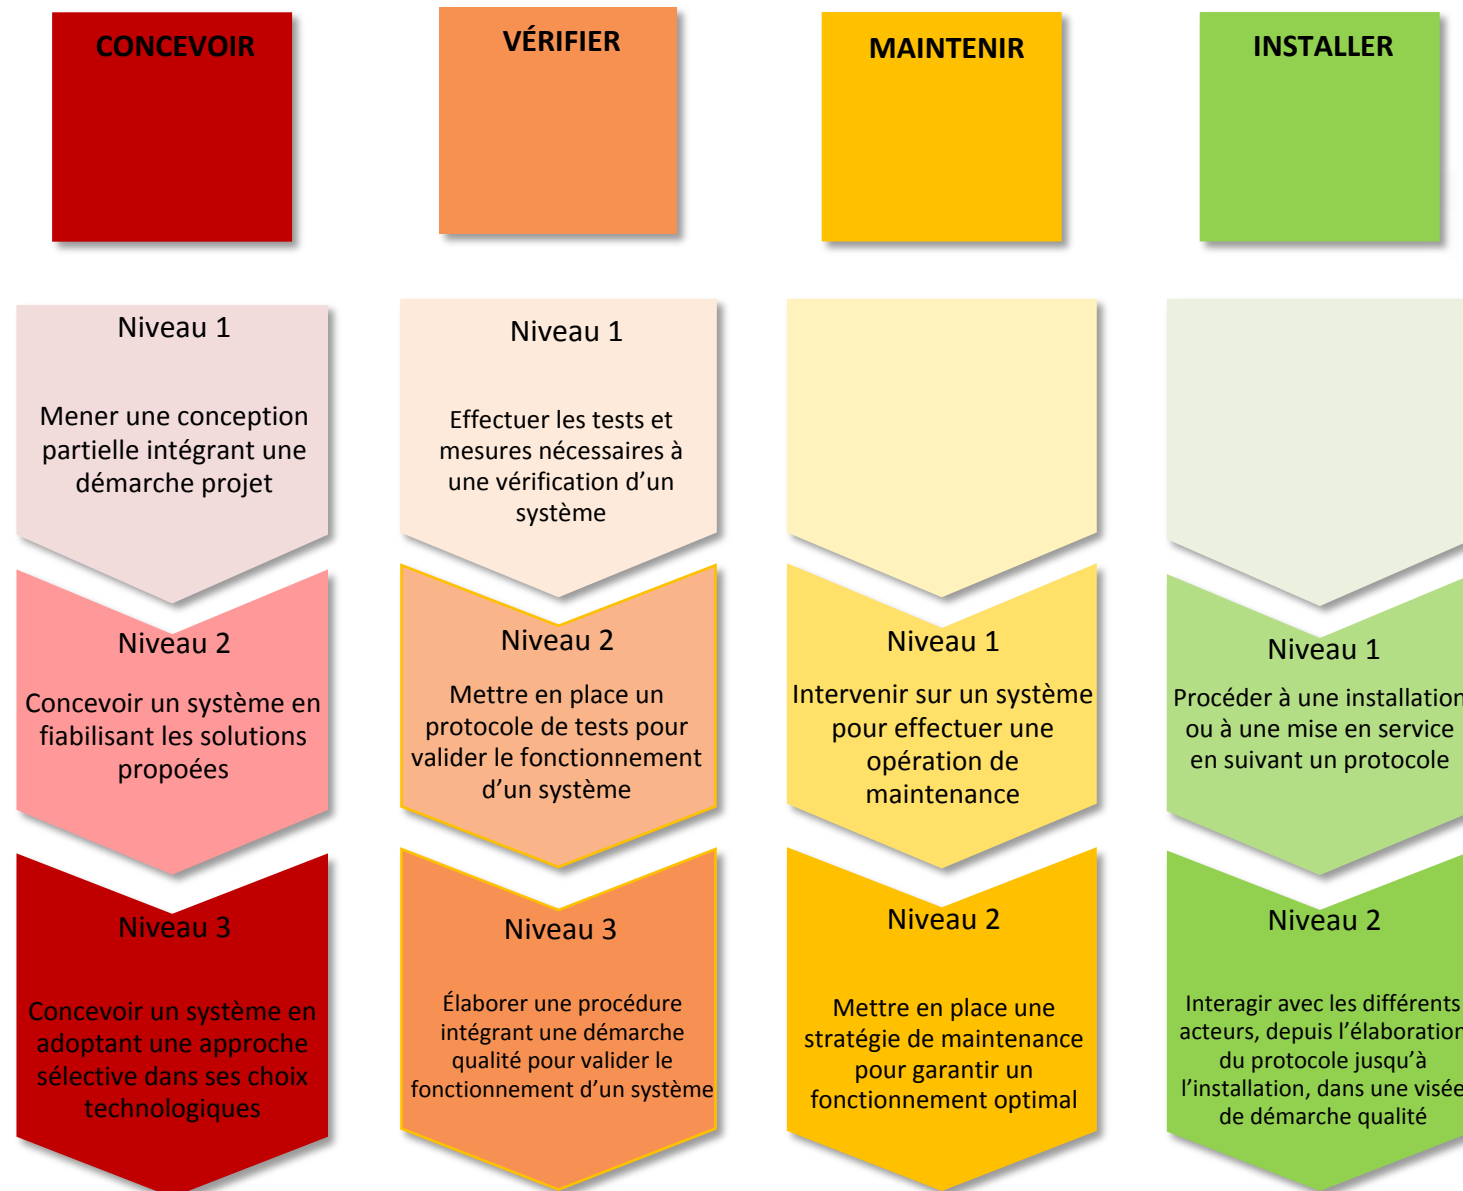 CONCEVOIR
VÉRIFIER
MAINTENIR
INSTALLER
Niveau 1
Mener une conception
partielle intégrant une
démarche projet
Niveau 1
Effectuer les tests et
mesures nécessaires à
une vérification d’un
système
Niveau 2
Concevoir un système en
fiabilisant les solutions
propoées
Niveau 2
Mettre en place un
protocole de tests pour
valider le fonctionnement
d’un système
Niveau 1
Intervenir sur un système
pour effectuer une
opération de
maintenance
Niveau 1
Procéder à une installation
ou à une mise en service
en suivant un protocole
Niveau 3
Concevoir un système en
adoptant une approche
sélective dans ses choix
technologiques
Niveau 3
Élaborer une procédure
intégrant une démarche
qualité pour valider le
fonctionnement d’un système
Niveau 2
Mettre en place une
stratégie de maintenance
pour garantir un
fonctionnement optimal
Niveau 2
Interagir avec les différents
acteurs, depuis l’élaboration
du protocole jusqu’à
l’installation, dans une visée
de démarche qualité